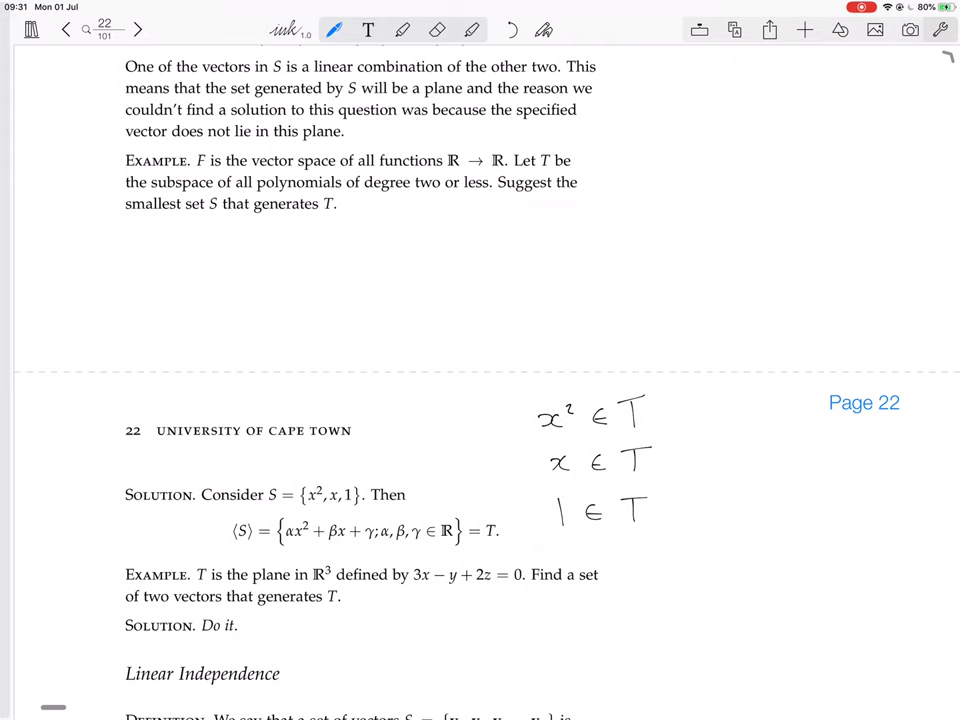 09:31 Mon 01 Jul
80%
22
101
ink 1.0
T
One of the vectors in S is a linear combination of the other two. This
means that the set generated by S will be a plane and the reason we
couldn't find a solution to this question was because the specified
vector does not lie in this plane.
EXAMPLE. F is the vector space of all functions ℝ → ℝ. Let T be
the subspace of all polynomials of degree two or less. Suggest the
smallest set S that generates T.
Page 22
x² ∈ T
22 UNIVERSITY OF CAPE TOWN
x ∈ T
SOLUTION. Consider S = {x², x, 1}. Then
1 ∈ T
⟨S⟩ = {αx² + βx + γ; α, β, γ ∈ ℝ} = T.
EXAMPLE. T is the plane in ℝ³ defined by 3x − y + 2z = 0. Find a set
of two vectors that generates T.
SOLUTION. Do it.
Linear Independence